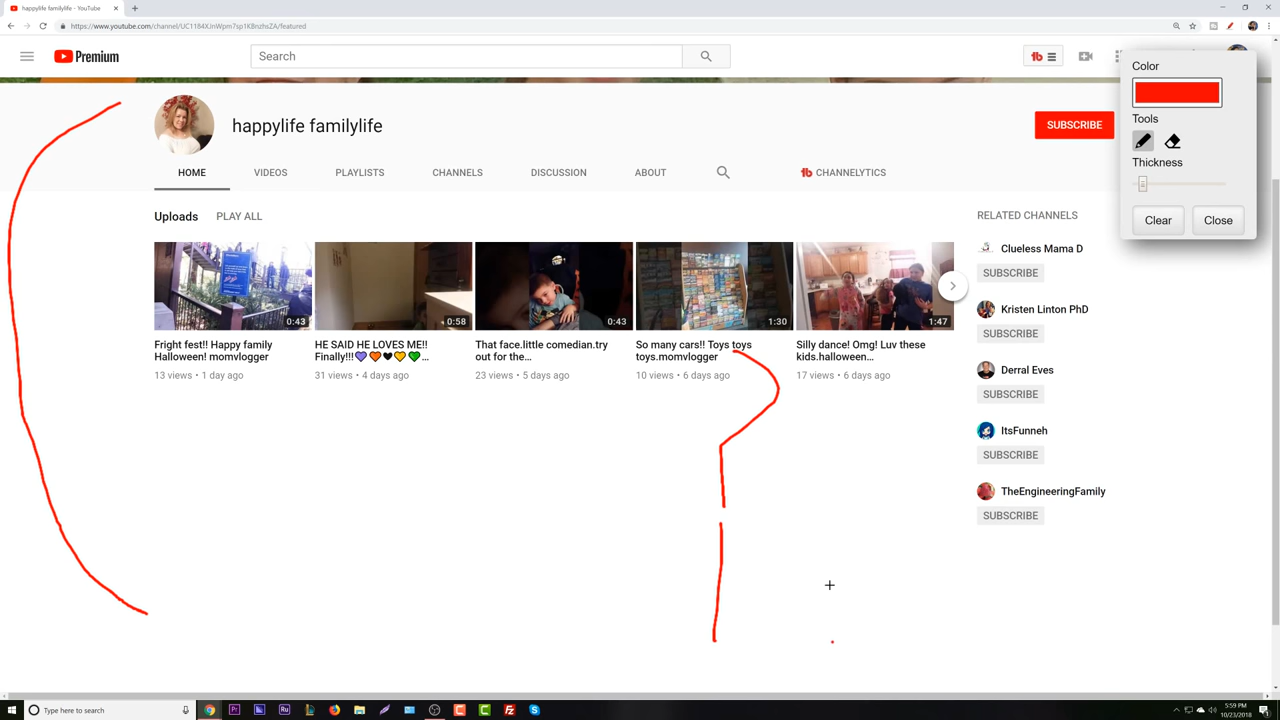 happylife familylife - YouTube
https://www.youtube.com/channel/UC1184XJnWpm7sp1KBnzhsZA/featured
Premium
Search
Color
happylife familylife
SUBSCRIBE
Tools
Thickness
HOME VIDEOS PLAYLISTS CHANNELS DISCUSSION ABOUT tb CHANNELYTICS
Clear Close
Uploads PLAY ALL
RELATED CHANNELS
0:43 0:58 0:43 1:30 1:47
Fright fest!! Happy family
Halloween! momvlogger
13 views • 1 day ago
HE SAID HE LOVES ME!!
Finally!!!💜🧡🖤💛💚...
31 views • 4 days ago
That face.little comedian.try
out for the...
23 views • 5 days ago
So many cars!! Toys toys
toys.momvlogger
10 views • 6 days ago
Silly dance! Omg! Luv these
kids.halloween...
17 views • 6 days ago
Clueless Mama D
SUBSCRIBE
Kristen Linton PhD
SUBSCRIBE
Derral Eves
SUBSCRIBE
ItsFunneh
SUBSCRIBE
TheEngineeringFamily
SUBSCRIBE
Type here to search
Pr Ru Fz
5:59 PM
10/23/2018